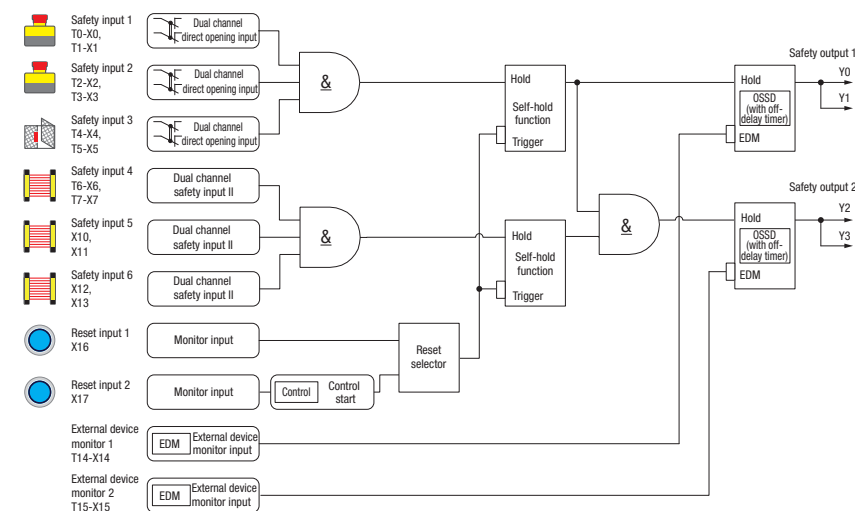 Safety input 1
T0-X0,
T1-X1
Dual channel
direct opening input
Safety input 2
T2-X2,
T3-X3
Dual channel
direct opening input
Safety input 3
T4-X4,
T5-X5
Dual channel
direct opening input
&
Safety input 4
T6-X6,
T7-X7
Dual channel
safety input II
Safety input 5
X10,
X11
Dual channel
safety input II
Safety input 6
X12,
X13
Dual channel
safety input II
&
Reset input 1
X16
Monitor input
Reset input 2
X17
Monitor input
Control
Control
start
Reset
selector
External device
monitor 1
T14-X14
EDM
External device
monitor input
External device
monitor 2
T15-X15
EDM
External device
monitor input
Hold
Self-hold
function
Trigger
Hold
Self-hold
function
Trigger
&
Safety output 1
Hold
OSSD
(with off-
delay timer)
EDM
Y0
Y1
Safety output 2
Hold
OSSD
(with off-
delay timer)
EDM
Y2
Y3